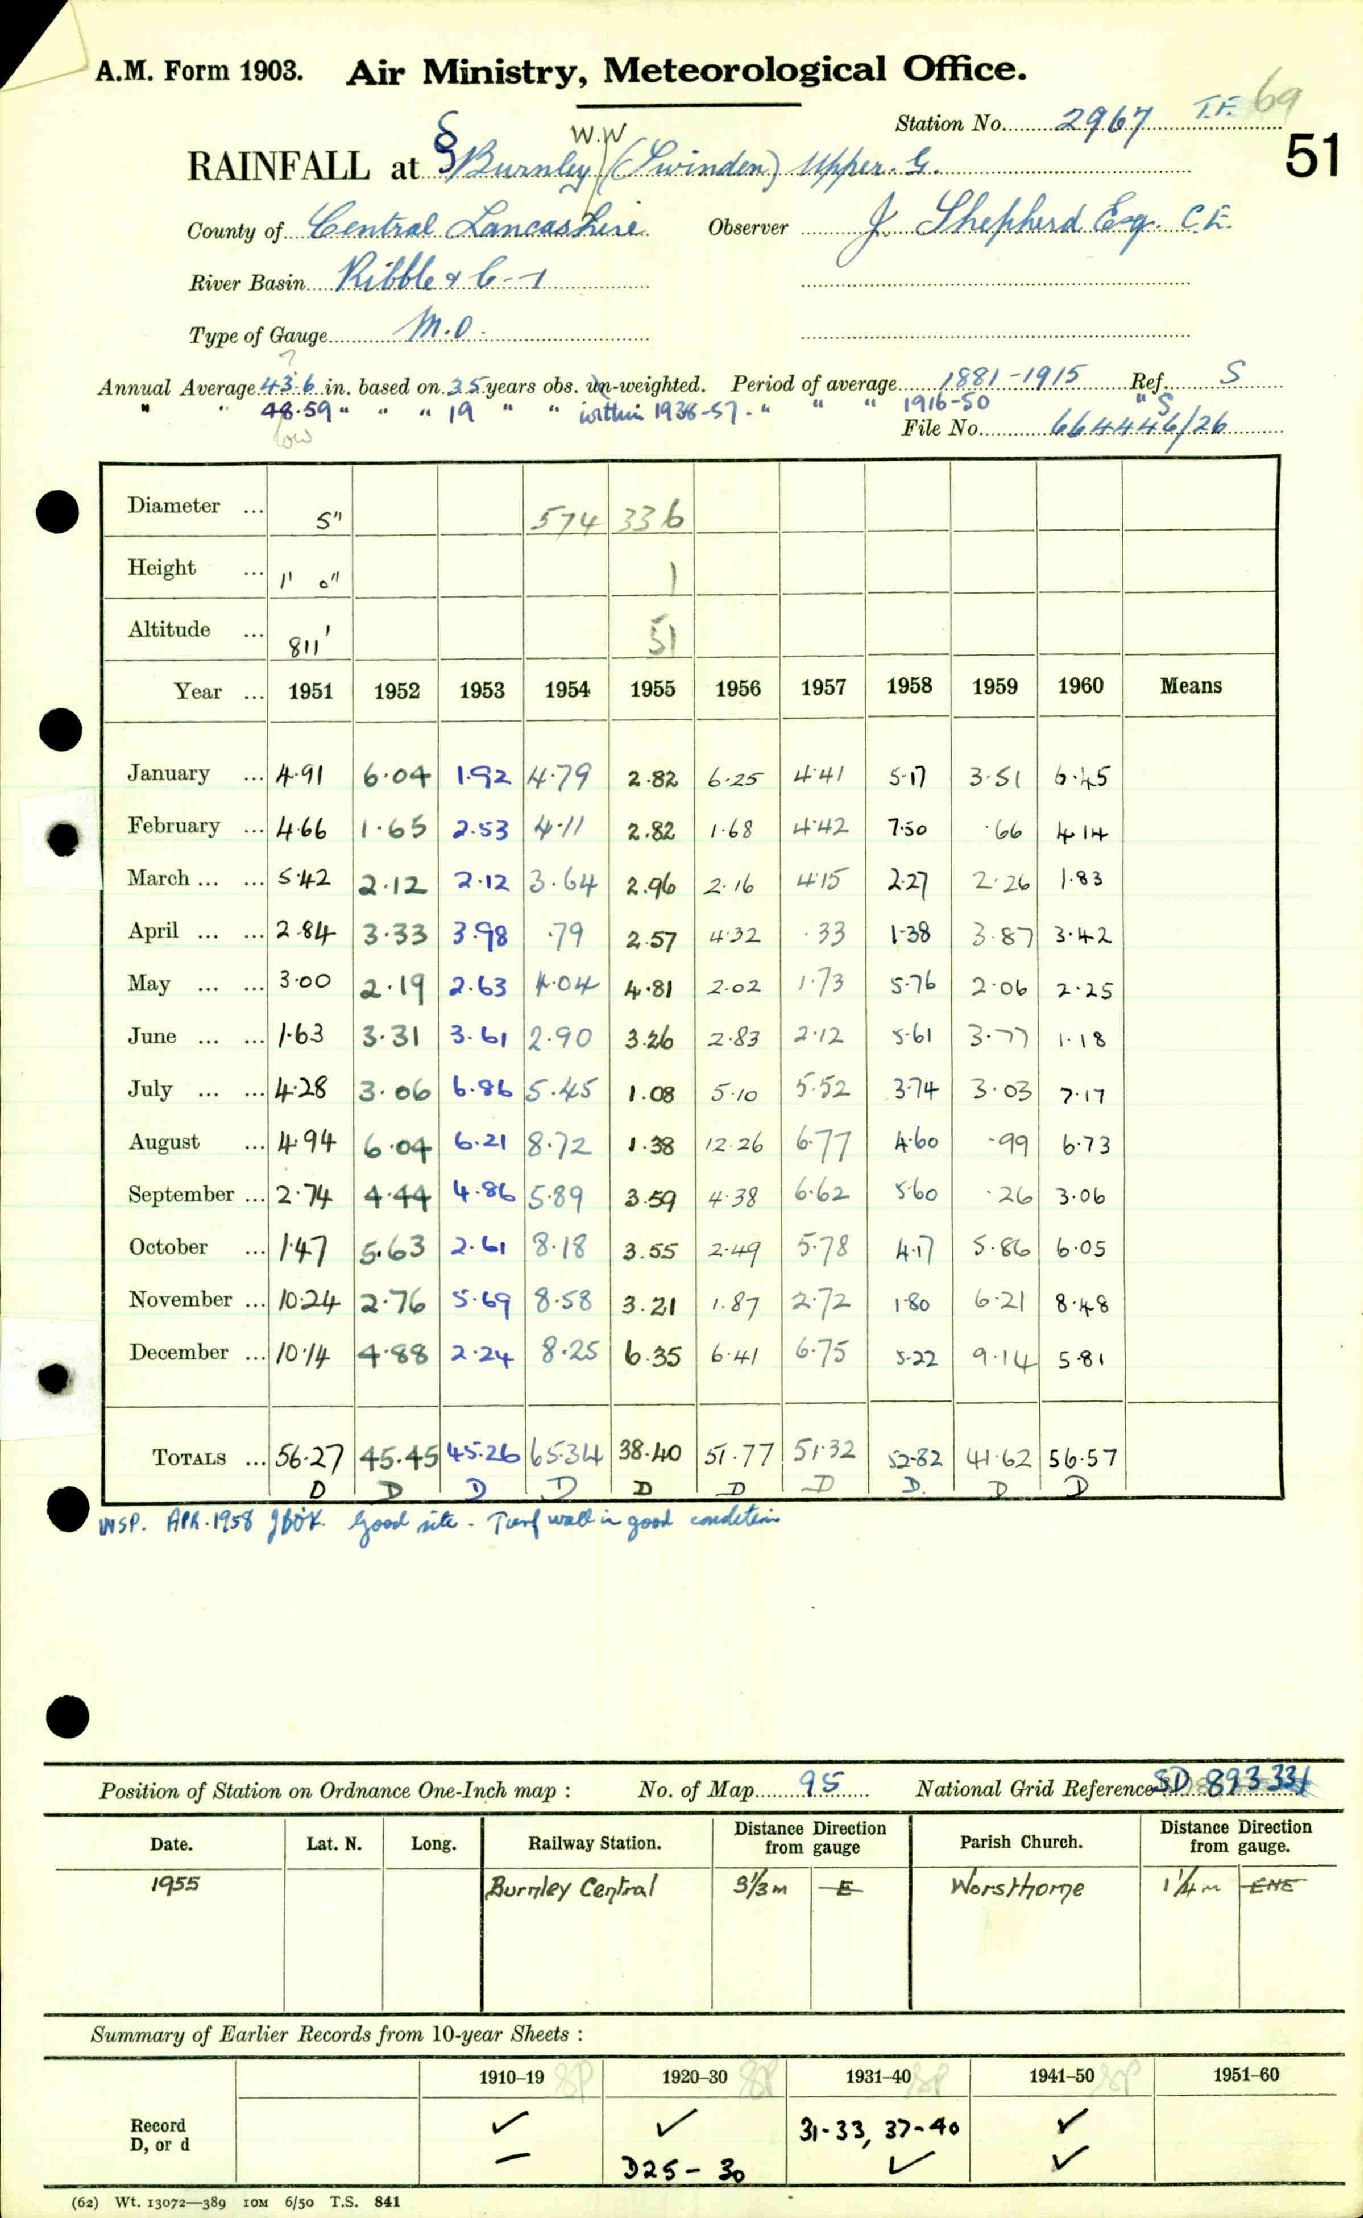 A.M. Form 1903. Air Ministry, Meteorological Office.
Station No. 2967 T.F. 69
51
W.W
RAINFALL at § Burnley (Swinden) Upper. G.
County of Central Lancashire Observer J. Shepherd Esq. C.E.
River Basin Ribble & C-1
Type of Gauge M.O.
?
Annual Average 43.6 in. based on 35 years obs. un-weighted. Period of average 1881-1915 Ref. S
" " 48.59 " " " 19 " " within 1938-57 - " " " 1916-50 " S
low
File No. 664446/26
Diameter ... 5" 574 336
Height ... 1' 0" 1
Altitude ... 811' 51
Year ... 1951 1952 1953 1954 1955 1956 1957 1958 1959 1960 Means
January ... 4.91 6.04 1.92 4.79 2.82 6.25 4.41 5.17 3.51 6.45
February ... 4.66 1.65 2.53 4.11 2.82 1.68 4.42 7.50 .66 4.14
March ... ... 5.42 2.12 2.12 3.64 2.96 2.16 4.15 2.27 2.26 1.83
April ... ... 2.84 3.33 3.98 .79 2.57 4.32 .33 1.38 3.87 3.42
May ... ... 3.00 2.19 2.63 4.04 4.81 2.02 1.73 5.76 2.06 2.25
June ... ... 1.63 3.31 3.61 2.90 3.26 2.83 2.12 5.61 3.77 1.18
July ... ... 4.28 3.06 6.86 5.45 1.08 5.10 5.52 3.74 3.03 7.17
August ... 4.94 6.04 6.21 8.72 1.38 12.26 6.77 4.60 .99 6.73
September ... 2.74 4.44 4.86 5.89 3.59 4.38 6.62 5.60 .26 3.06
October ... 1.47 5.63 2.61 8.18 3.55 2.49 5.78 4.17 5.86 6.05
November ... 10.24 2.76 5.69 8.58 3.21 1.87 2.72 1.80 6.21 8.48
December ... 10.14 4.88 2.24 8.25 6.35 6.41 6.75 5.22 9.14 5.81
TOTALS ... 56.27 45.45 45.26 65.34 38.40 51.77 51.32 52.82 41.62 56.57
D D D D D D D D. D D
INSP. APR. 1958 Good site - Turf wall in good condition
Position of Station on Ordnance One-Inch map : No. of Map 95 National Grid Reference SD 893 331
Date. Lat. N. Long. Railway Station. Distance from Direction gauge Parish Church. Distance from Direction gauge.
1955 Burnley Central 3 1/3 m E Worsthorne 1 1/4 m ENE
Summary of Earlier Records from 10-year Sheets :
1910–19 SP 1920–30 SP 1931–40 SP 1941–50 SP 1951–60
Record ✓ ✓ 31-33, 37-40 ✓
D, or d — D25 - 30 ✓ ✓
(62) Wt. 13072—389 10M 6/50 T.S. 841